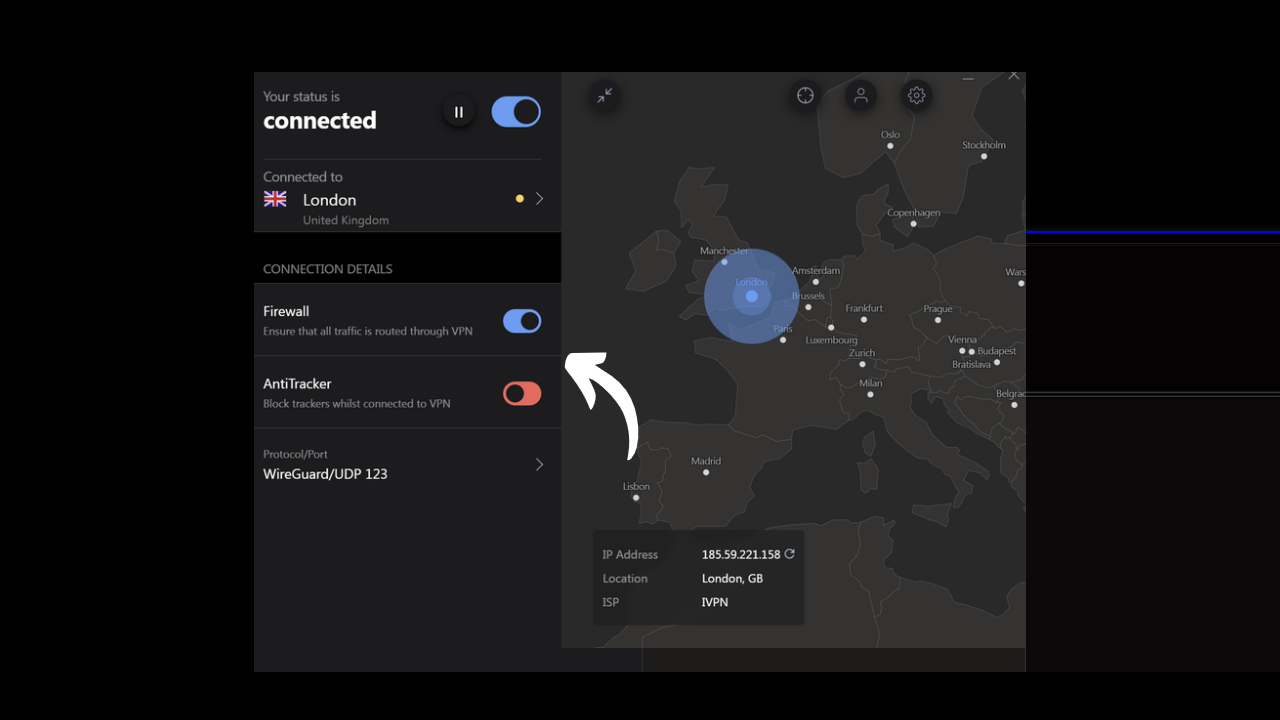 Your status is
connected
Connected to
London
United Kingdom
CONNECTION DETAILS
Firewall
Ensure that all traffic is routed through VPN
AntiTracker
Block trackers whilst connected to VPN
Protocol/Port
WireGuard/UDP 123
Oslo
Stockholm
Copenhagen
Manchester
Amsterdam
Wars
London
Brussels
Frankfurt
Prague
Paris
Luxembourg
Vienna
Zurich
Budapest
Bratislava
Milan
Belgrad
Madrid
Lisbon
IP Address 185.59.221.158
Location London, GB
ISP IVPN